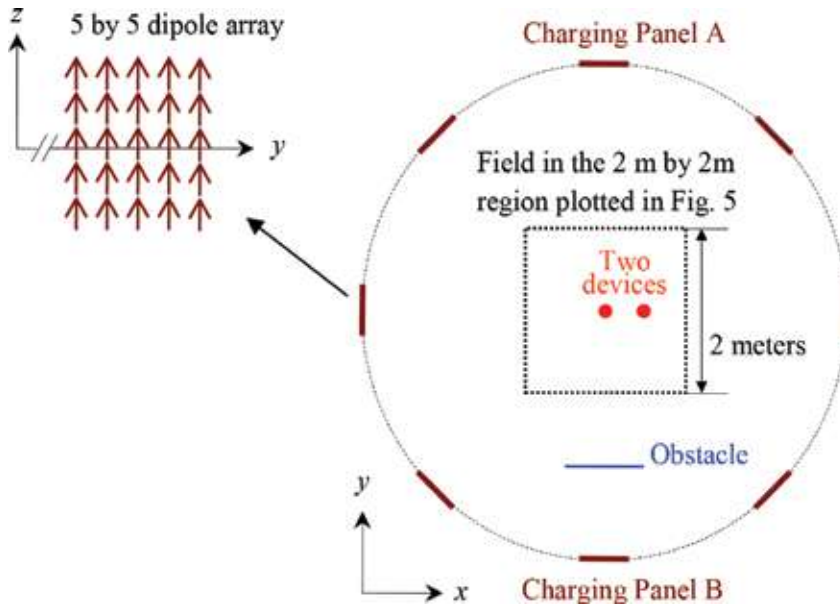 z
5 by 5 dipole array
y
Charging Panel A
Field in the 2 m by 2m
region plotted in Fig. 5
Two
devices
2 meters
Obstacle
y
x
Charging Panel B